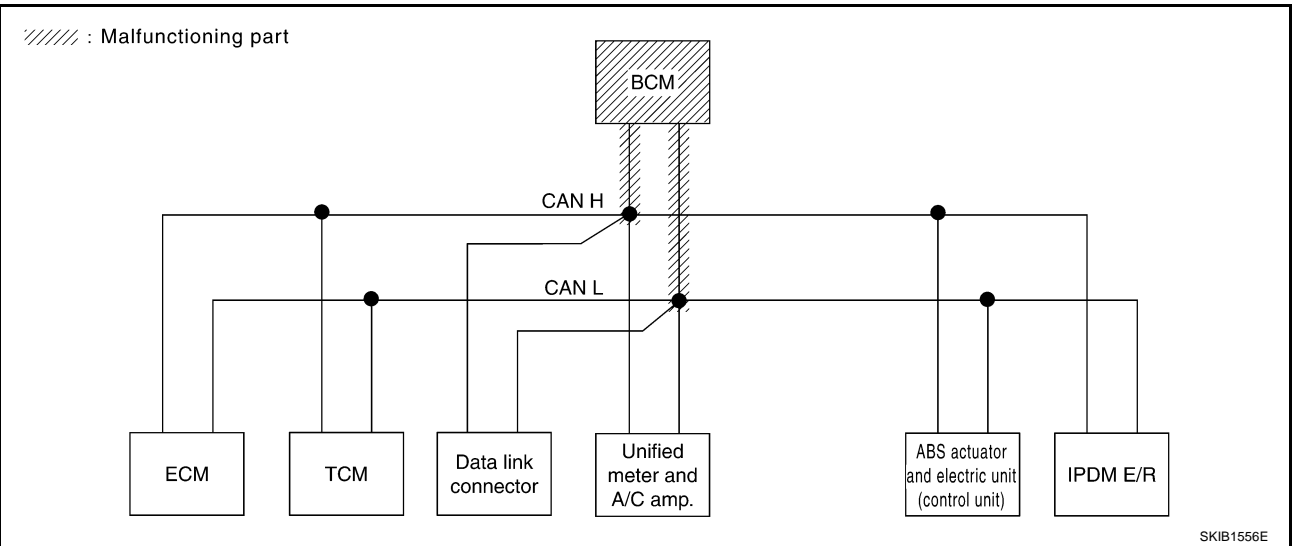 : Malfunctioning part
BCM
CAN H
CAN L
ECM
TCM
Data link
connector
Unified
meter and
A/C amp.
ABS actuator
and electric unit
(control unit)
IPDM E/R
SKIB1556E